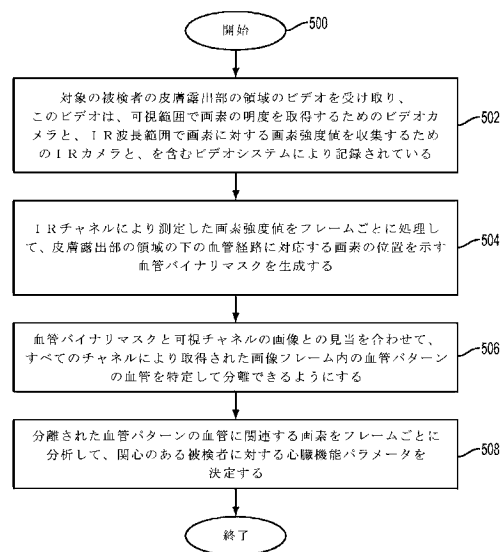 開始
500
対象の被検者の皮膚露出部の領域のビデオを受け取り、
このビデオは、可視範囲で画素の明度を取得するためのビデオカ
メラと、IR波長範囲で画素に対する画素強度値を収集するため
のIRカメラと、を含むビデオシステムにより記録されている
502
IRチャネルにより測定した画素強度値をフレームごとに処理
して、皮膚露出部の領域の下の血管経路に対応する画素の位置を示す
血管バイナリマスクを生成する
504
血管バイナリマスクと可視チャネルの画像との見当を合わせて、
すべてのチャネルにより取得された画像フレーム内の血管パターン
の血管を特定して分離できるようにする
506
分離された血管パターンの血管に関連する画素をフレームごとに
分析して、関心のある被検者に対する心臓機能パラメータを
決定する
508
終了